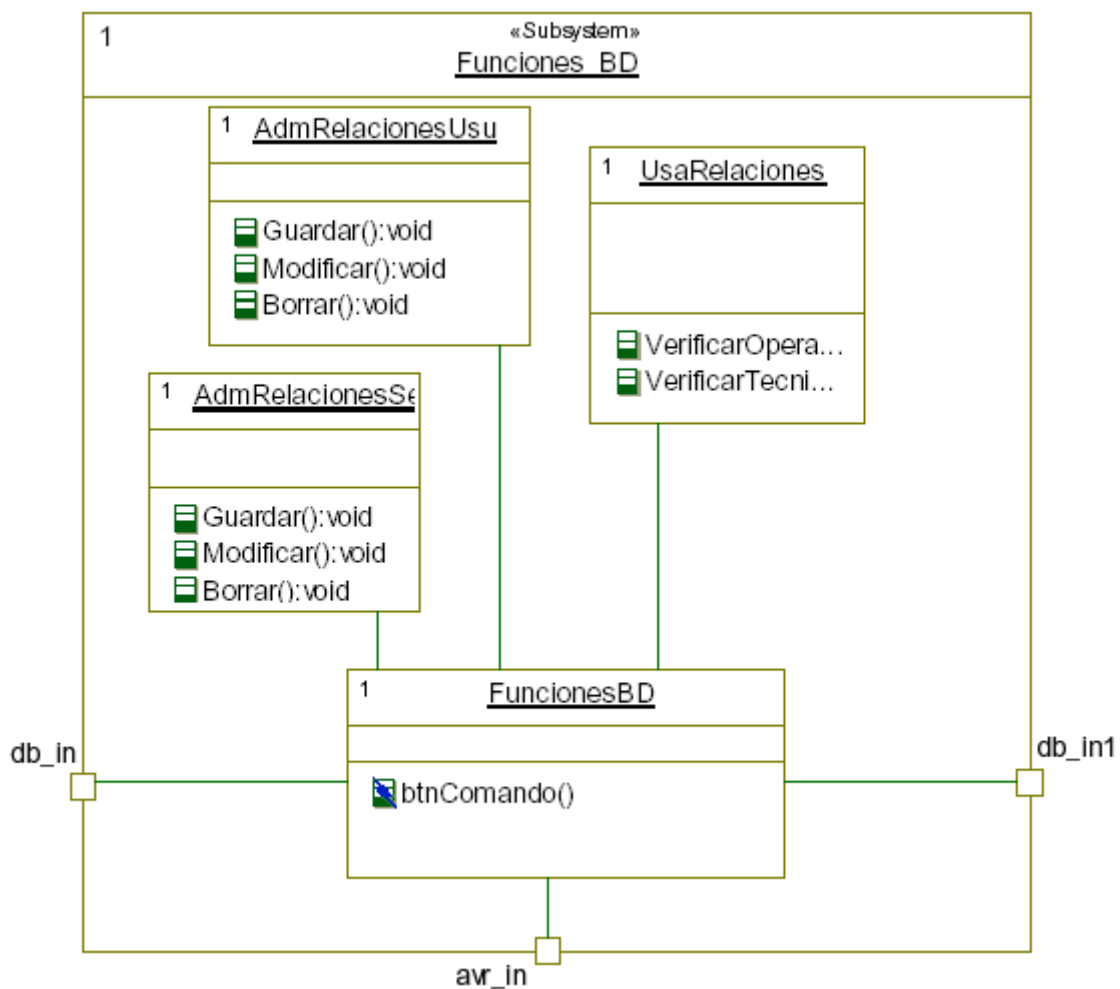 1
«Subsystem»
Funciones_BD
1 AdmRelacionesUsu
Guardar():void
Modificar():void
Borrar():void
1 UsaRelaciones
VerificarOpera...
VerificarTecni...
1 AdmRelacionesSe
Guardar():void
Modificar():void
Borrar():void
1 FuncionesBD
btnComando()
db_in
db_in1
avr_in